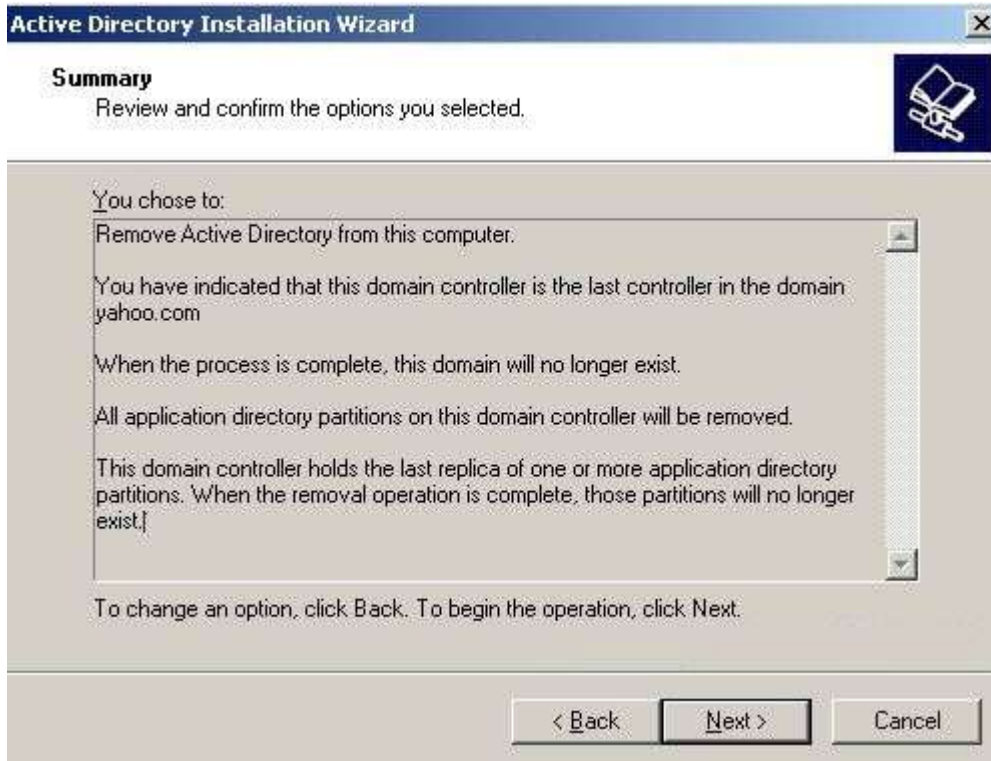 Active Directory Installation Wizard
Summary
Review and confirm the options you selected.
You chose to:
Remove Active Directory from this computer.
You have indicated that this domain controller is the last controller in the domain
yahoo.com
When the process is complete, this domain will no longer exist.
All application directory partitions on this domain controller will be removed.
This domain controller holds the last replica of one or more application directory
partitions. When the removal operation is complete, those partitions will no longer
exist.
To change an option, click Back. To begin the operation, click Next.
< Back Next > Cancel